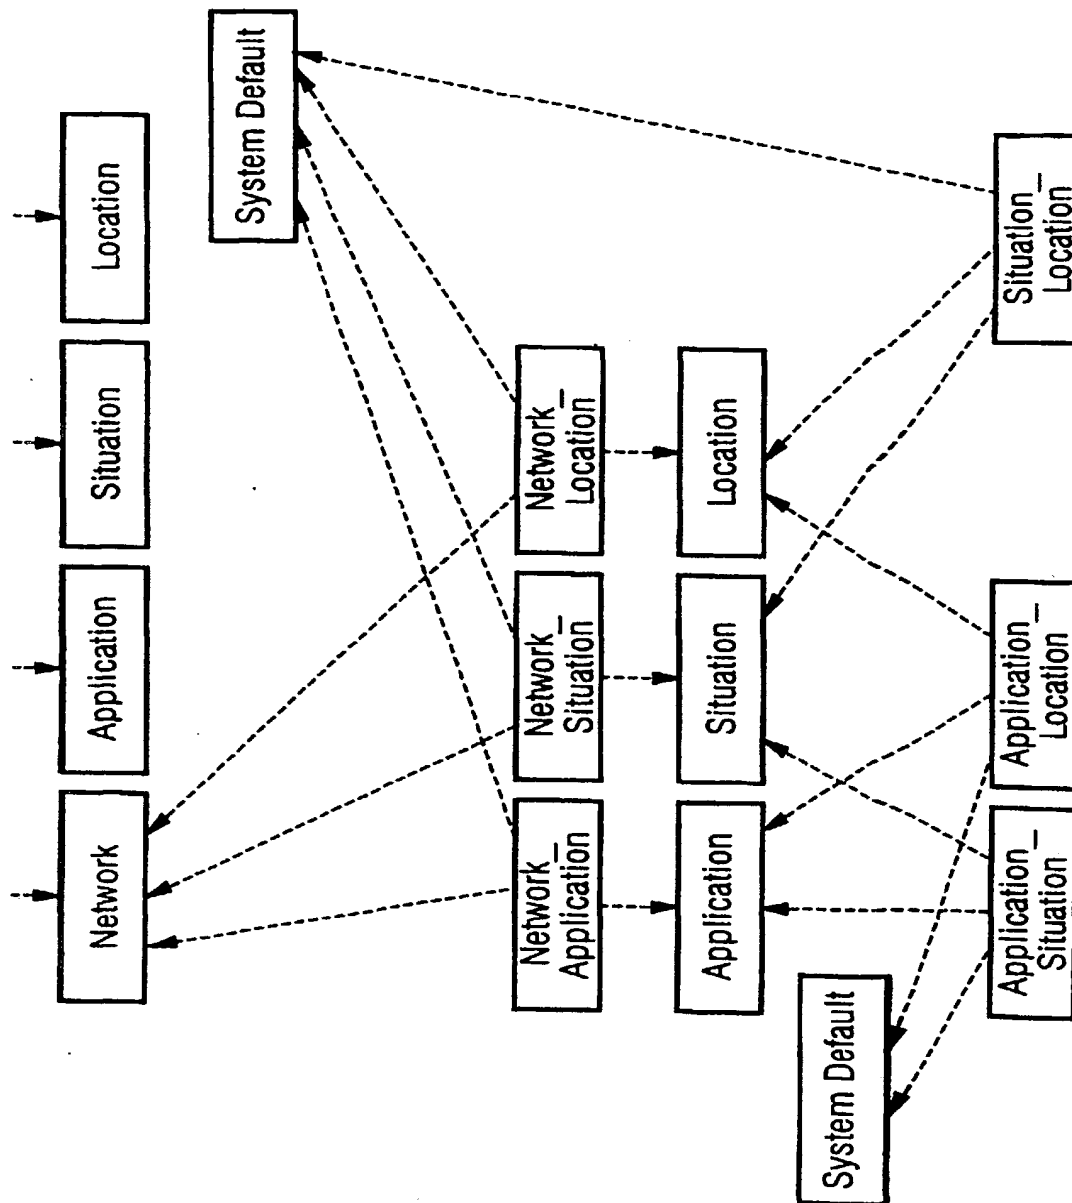 Network
Application
Situation
Location
System Default
Network_
Application
Network_
Situation
Network_
Location
Application
Situation
Location
System Default
Application_
Situation
Application_
Location
Situation_
Location